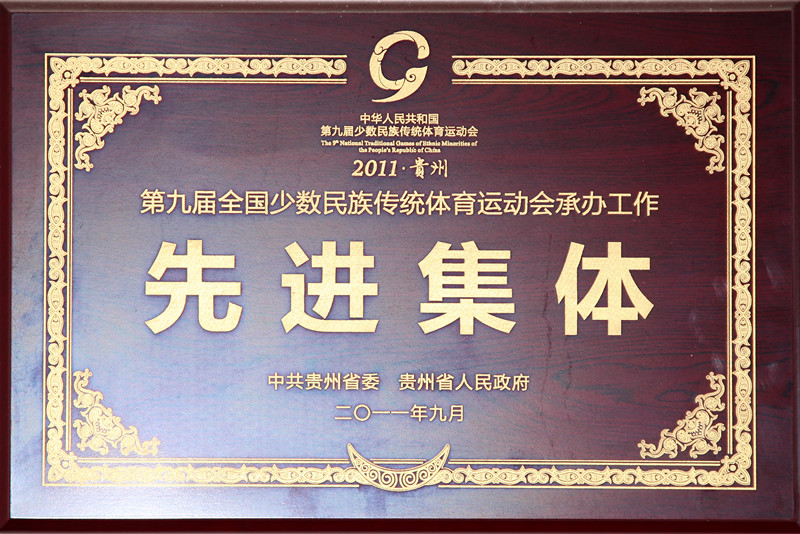 中华人民共和国
第九届少数民族传统体育运动会
The 9th National Traditional Games of Ethnic Minorities of
the People's Republic of China
2011·贵州
第九届全国少数民族传统体育运动会承办工作
先进集体
中共贵州省委 贵州省人民政府
二〇一一年九月